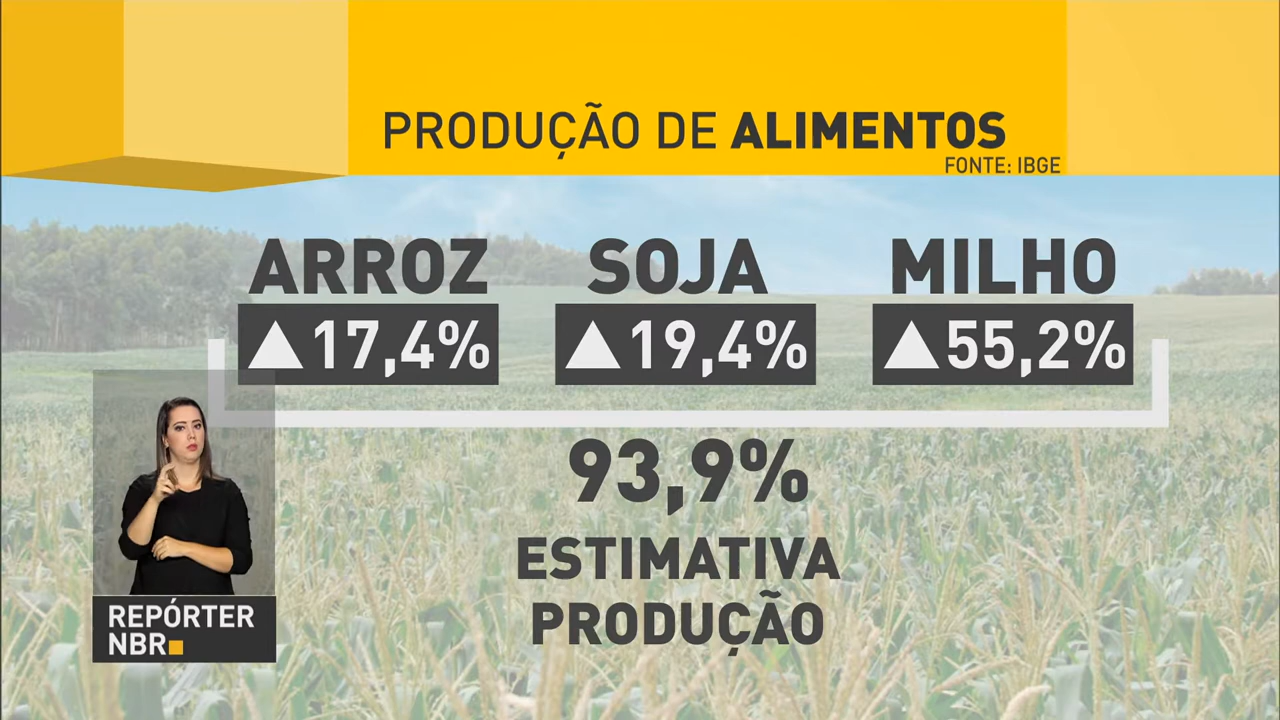 PRODUÇÃO DE ALIMENTOS
FONTE: IBGE
ARROZ SOJA MILHO
▲17,4% ▲19,4% ▲55,2%
93,9%
ESTIMATIVA
PRODUÇÃO
REPÓRTER
NBR